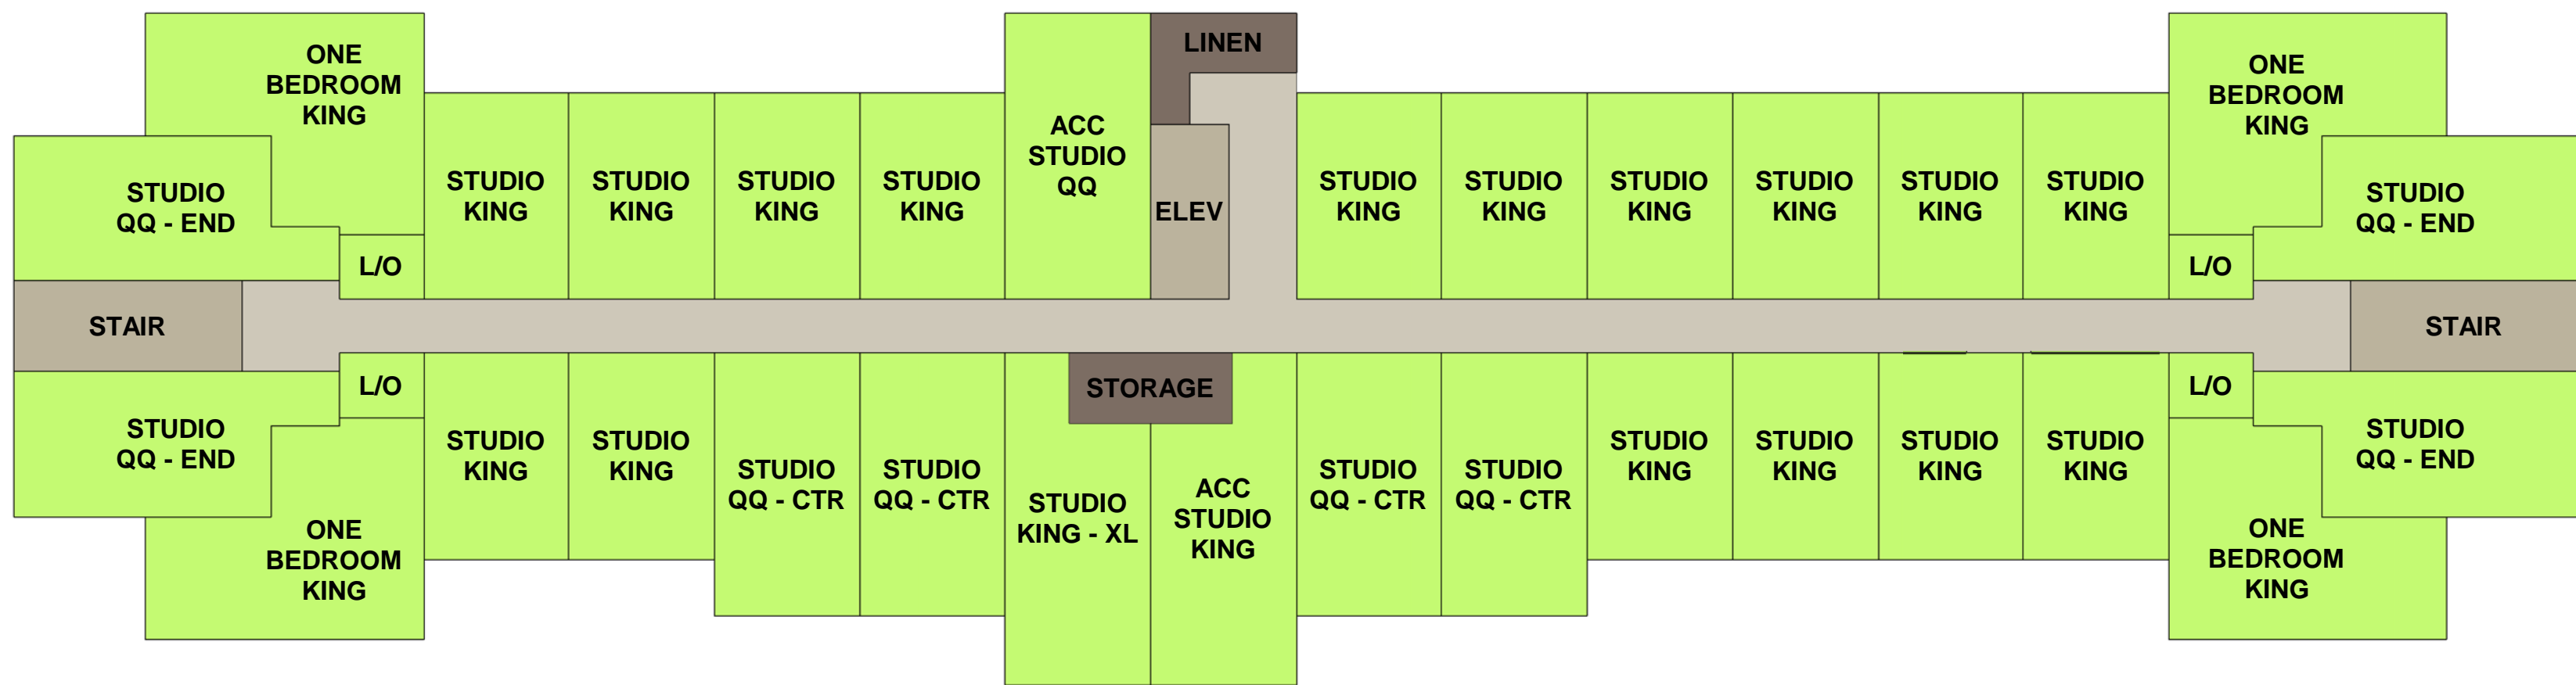 ONE
BEDROOM
KING
STUDIO
QQ - END
L/O
STUDIO
KING
STUDIO
KING
STUDIO
KING
STUDIO
KING
ACC
STUDIO
QQ
LINEN
ELEV
STUDIO
KING
STUDIO
KING
STUDIO
KING
STUDIO
KING
STUDIO
KING
STUDIO
KING
ONE
BEDROOM
KING
STUDIO
QQ - END
L/O
STAIR
STAIR
STUDIO
QQ - END
L/O
ONE
BEDROOM
KING
STUDIO
KING
STUDIO
KING
STUDIO
QQ - CTR
STUDIO
QQ - CTR
STORAGE
STUDIO
KING - XL
ACC
STUDIO
KING
STUDIO
QQ - CTR
STUDIO
QQ - CTR
STUDIO
KING
STUDIO
KING
STUDIO
KING
STUDIO
KING
L/O
STUDIO
QQ - END
ONE
BEDROOM
KING